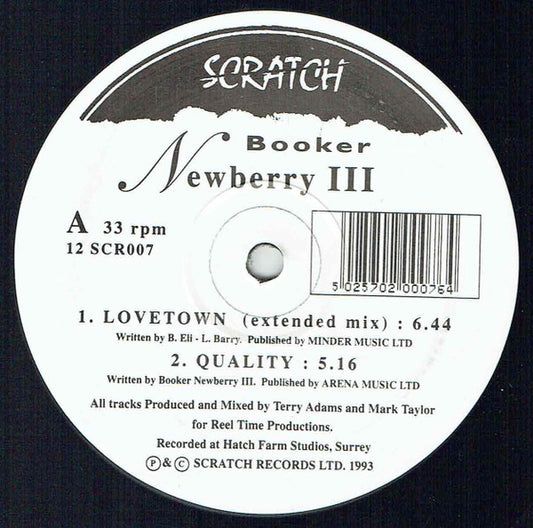 SCRATCH
Booker
Newberry III
A 33 rpm
12 SCR007
5 025702 000764
1. LOVETOWN (extended mix) : 6.44
Written by B. Eli - L. Barry. Published by MINDER MUSIC LTD
2. QUALITY : 5.16
Written by Booker Newberry III. Published by ARENA MUSIC LTD
All tracks Produced and Mixed by Terry Adams and Mark Taylor
for Reel Time Productions.
Recorded at Hatch Farm Studios, Surrey
Ⓟ & © SCRATCH RECORDS LTD. 1993